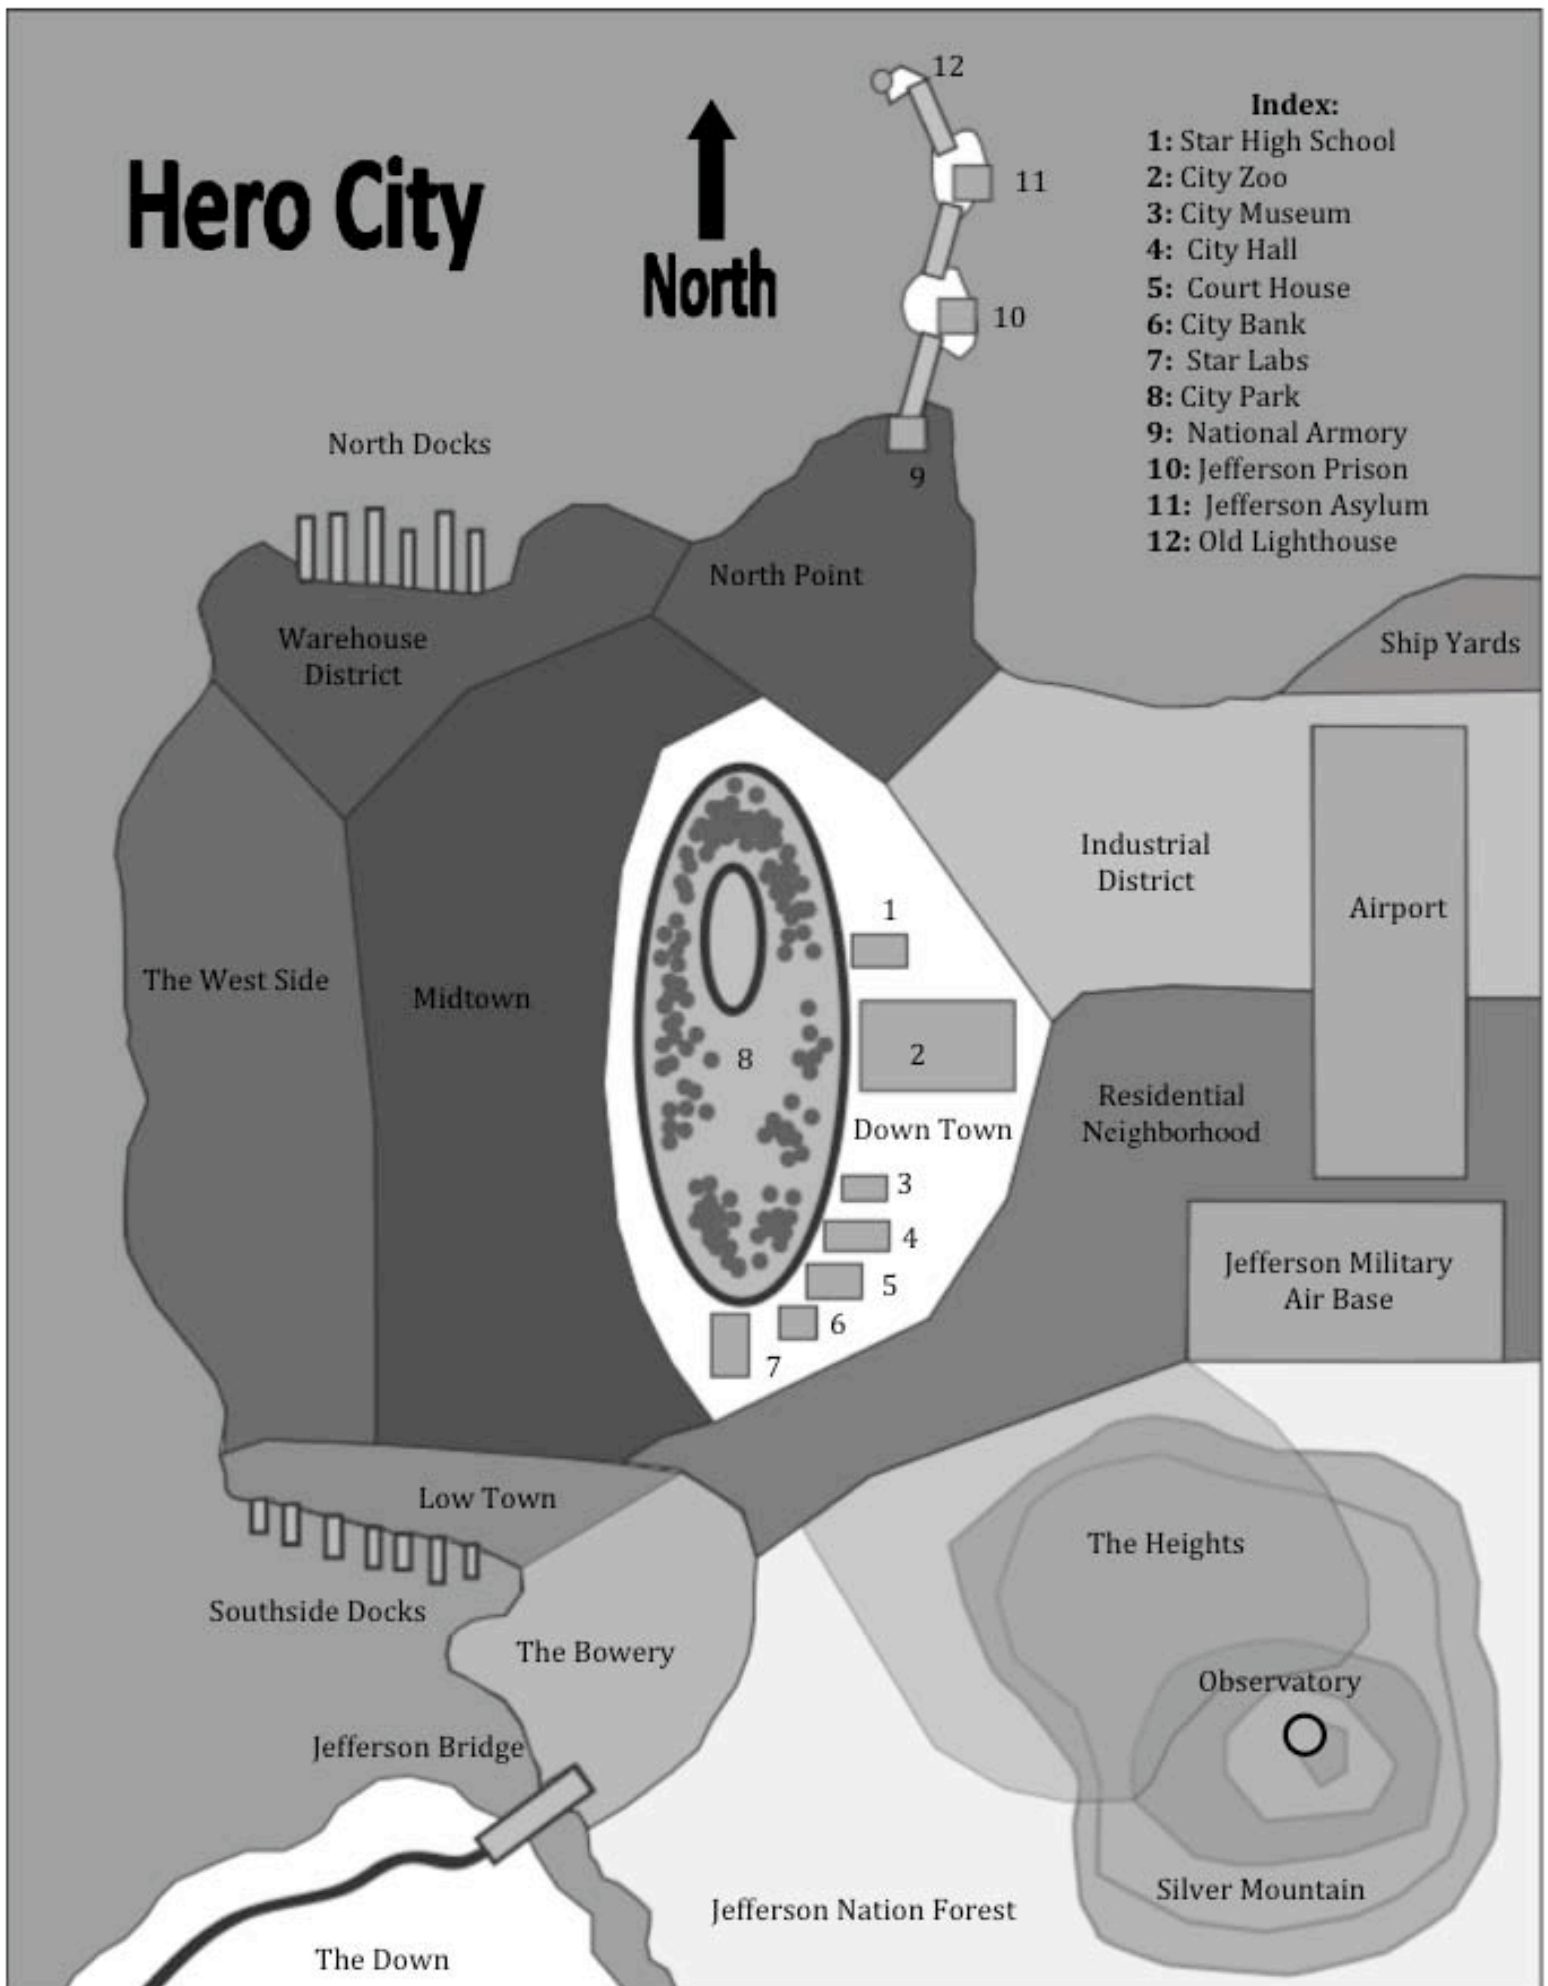 Hero City
North
12
11
10
Index:
1: Star High School
2: City Zoo
3: City Museum
4: City Hall
5: Court House
6: City Bank
7: Star Labs
8: City Park
9: National Armory
10: Jefferson Prison
11: Jefferson Asylum
12: Old Lighthouse
North Docks
9
North Point
Warehouse
District
Ship Yards
Industrial
District
Airport
1
The West Side
Midtown
8
2
Down Town
Residential
Neighborhood
3
4
5
6
7
Jefferson Military
Air Base
Low Town
The Heights
Southside Docks
The Bowery
Observatory
Jefferson Bridge
Silver Mountain
Jefferson Nation Forest
The Down